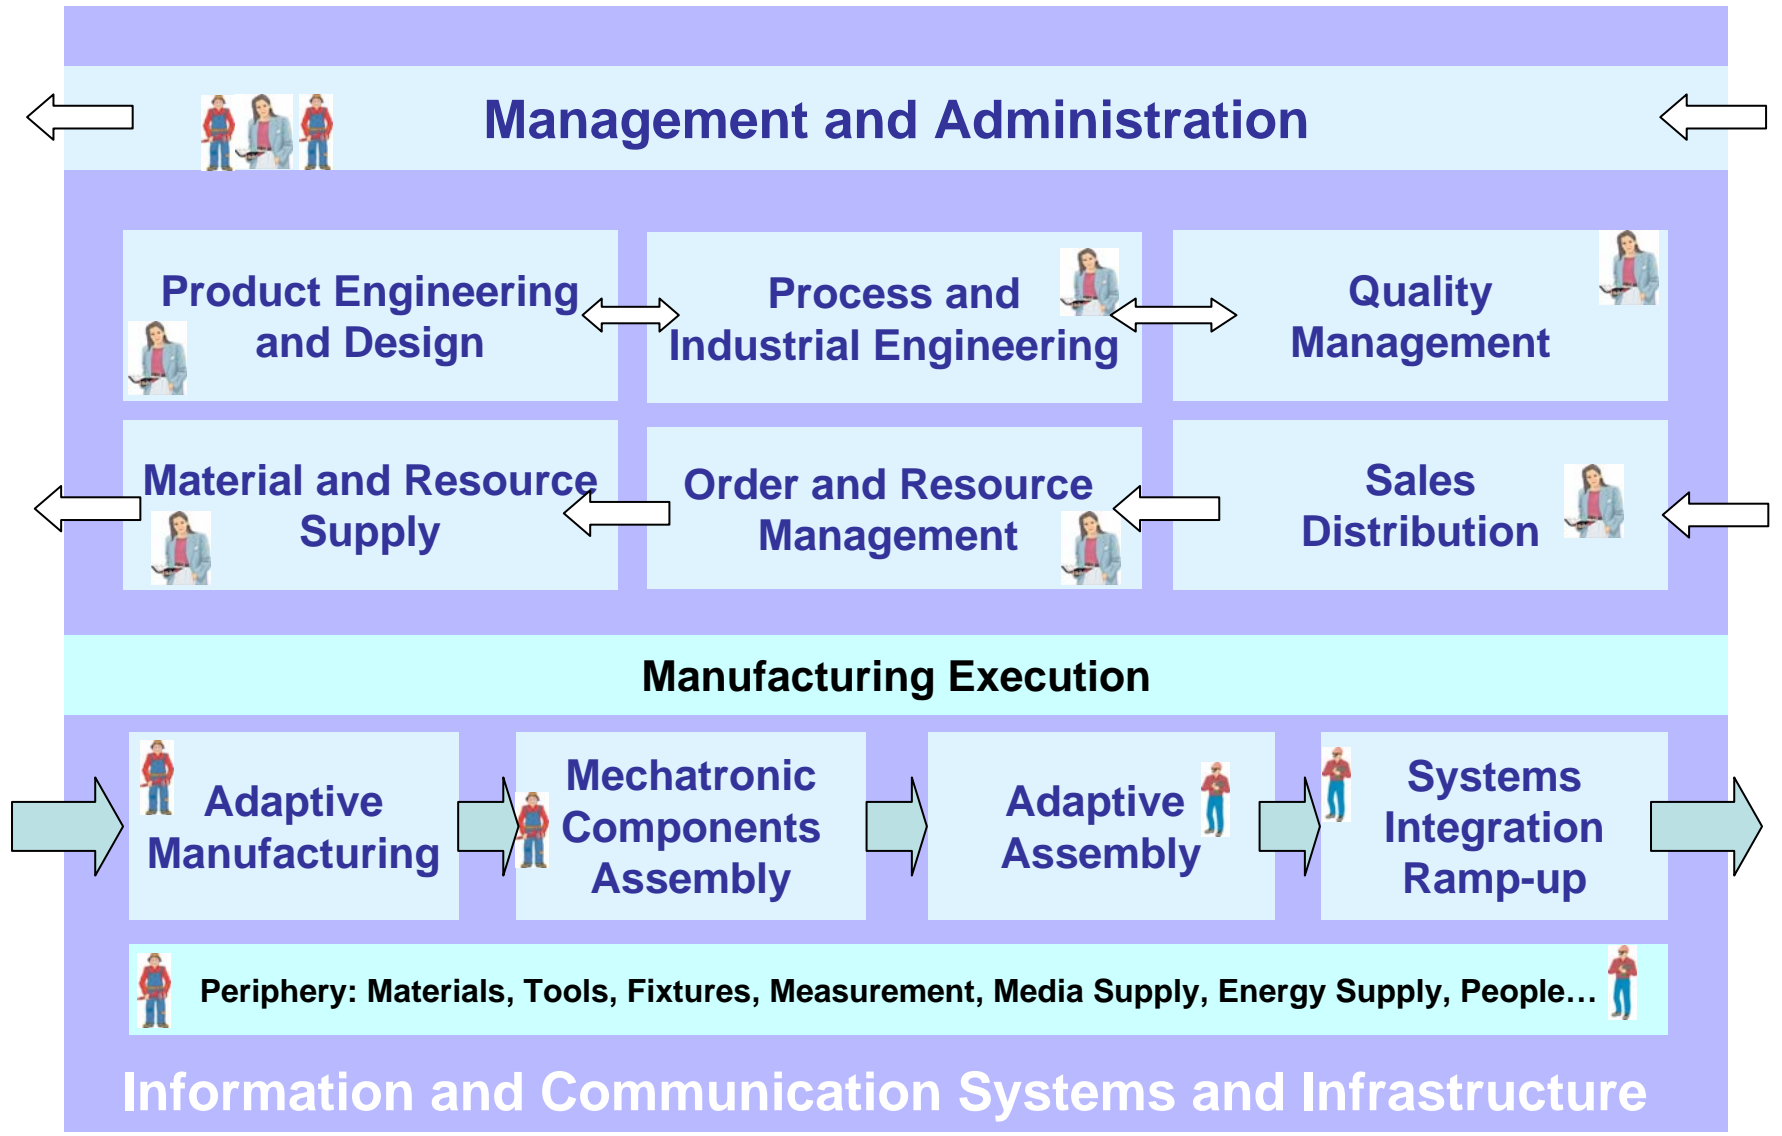 Management and Administration
Product Engineering
and Design
Process and
Industrial Engineering
Quality
Management
Material and Resource
Supply
Order and Resource
Management
Sales
Distribution
Manufacturing Execution
Adaptive
Manufacturing
Mechatronic
Components
Assembly
Adaptive
Assembly
Systems
Integration
Ramp-up
Periphery: Materials, Tools, Fixtures, Measurement, Media Supply, Energy Supply, People…
Information and Communication Systems and Infrastructure